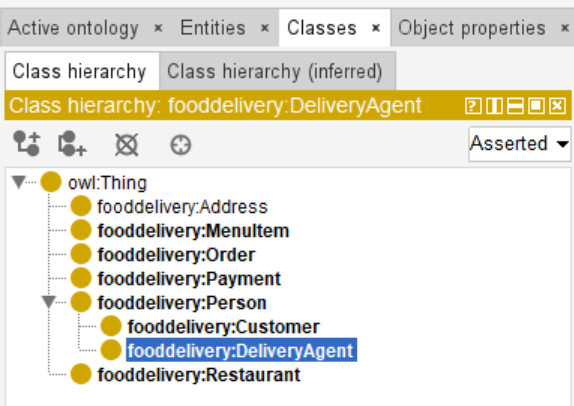 Active ontology × Entities × Classes × Object properties ×
Class hierarchy Class hierarchy (inferred)
Class hierarchy: fooddelivery:DeliveryAgent
Asserted
owl:Thing
fooddelivery:Address
fooddelivery:MenuItem
fooddelivery:Order
fooddelivery:Payment
fooddelivery:Person
fooddelivery:Customer
fooddelivery:DeliveryAgent
fooddelivery:Restaurant